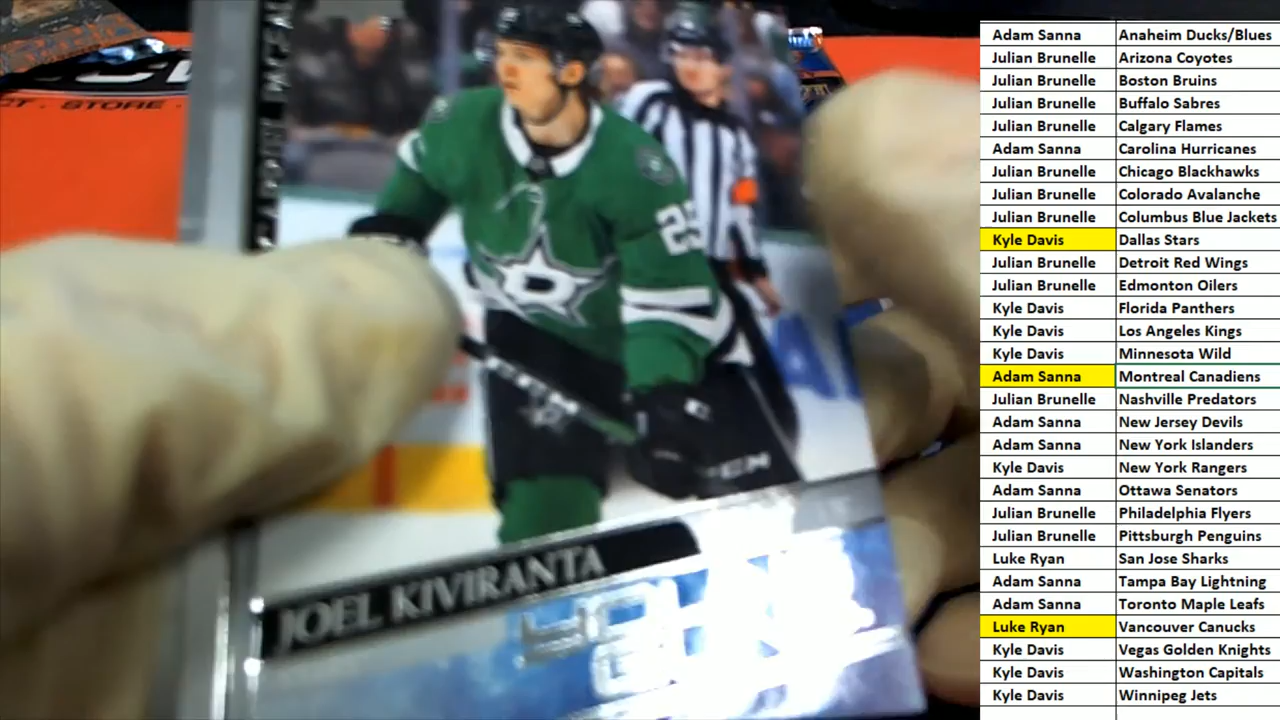 CT · STORE
25
CCM
JOEL KIVIRANTA
YOUNG
Adam Sanna Anaheim Ducks/Blues
Julian Brunelle Arizona Coyotes
Julian Brunelle Boston Bruins
Julian Brunelle Buffalo Sabres
Julian Brunelle Calgary Flames
Adam Sanna Carolina Hurricanes
Julian Brunelle Chicago Blackhawks
Julian Brunelle Colorado Avalanche
Julian Brunelle Columbus Blue Jackets
Kyle Davis Dallas Stars
Julian Brunelle Detroit Red Wings
Julian Brunelle Edmonton Oilers
Kyle Davis Florida Panthers
Kyle Davis Los Angeles Kings
Kyle Davis Minnesota Wild
Adam Sanna Montreal Canadiens
Julian Brunelle Nashville Predators
Adam Sanna New Jersey Devils
Adam Sanna New York Islanders
Kyle Davis New York Rangers
Adam Sanna Ottawa Senators
Julian Brunelle Philadelphia Flyers
Julian Brunelle Pittsburgh Penguins
Luke Ryan San Jose Sharks
Adam Sanna Tampa Bay Lightning
Adam Sanna Toronto Maple Leafs
Luke Ryan Vancouver Canucks
Kyle Davis Vegas Golden Knights
Kyle Davis Washington Capitals
Kyle Davis Winnipeg Jets